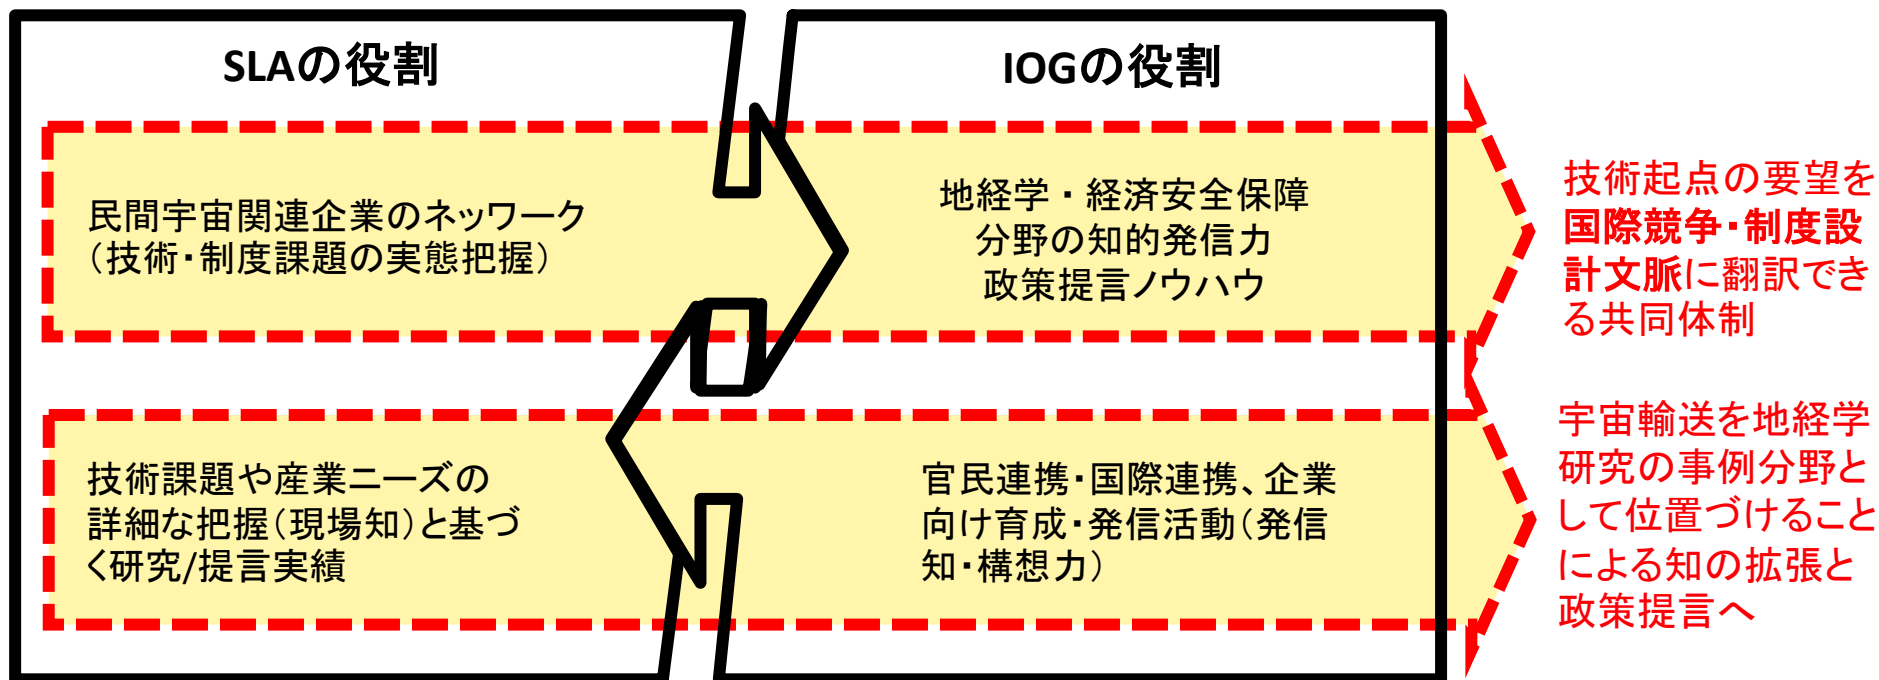 SLAの役割
IOGの役割
民間宇宙関連企業のネッワーク
（技術・制度課題の実態把握）
地経学・経済安全保障
分野の知的発信力
政策提言ノウハウ
技術起点の要望を
国際競争・制度設
計文脈に翻訳でき
る共同体制
技術課題や産業ニーズの
詳細な把握（現場知）と基づ
く研究/提言実績
官民連携・国際連携、企業
向け育成・発信活動（発信
知・構想力）
宇宙輸送を地経学
研究の事例分野と
して位置づけること
による知の拡張と
政策提言へ